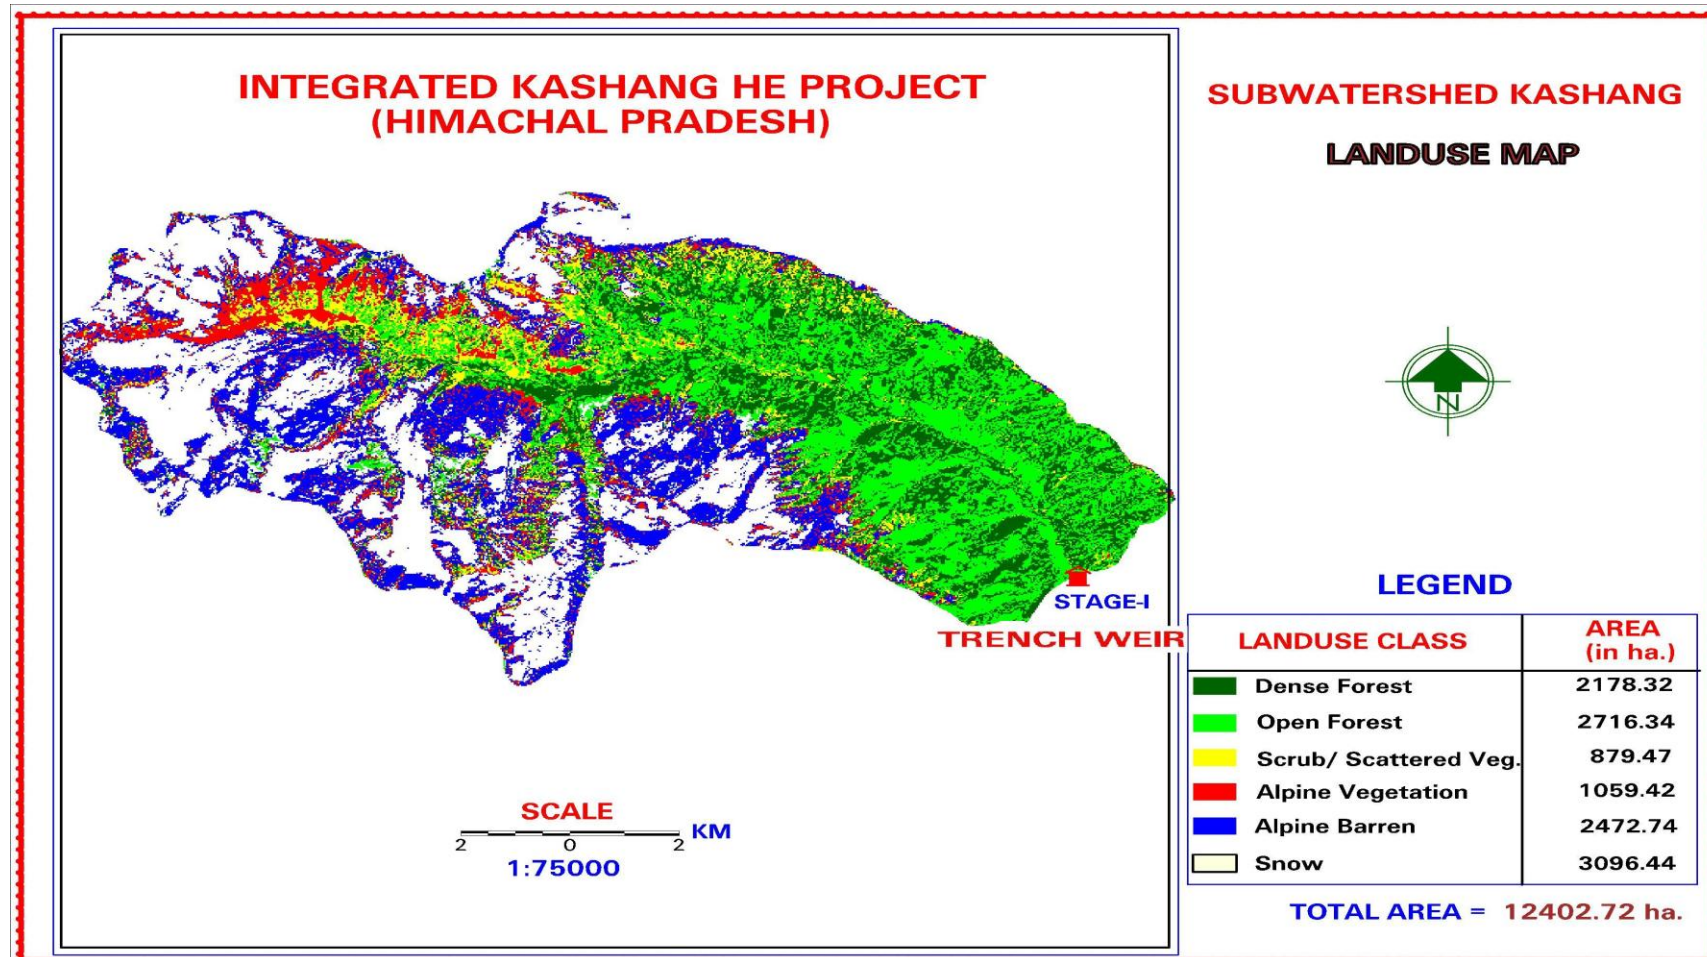 INTEGRATED KASHANG HE PROJECT
(HIMACHAL PRADESH)
SUBWATERSHED KASHANG
LANDUSE MAP
N
STAGE-I
TRENCH WEIR
SCALE
KM
2 0 2
1:75000
LEGEND
LANDUSE CLASS AREA (in ha.)
Dense Forest 2178.32
Open Forest 2716.34
Scrub/ Scattered Veg. 879.47
Alpine Vegetation 1059.42
Alpine Barren 2472.74
Snow 3096.44
TOTAL AREA = 12402.72 ha.